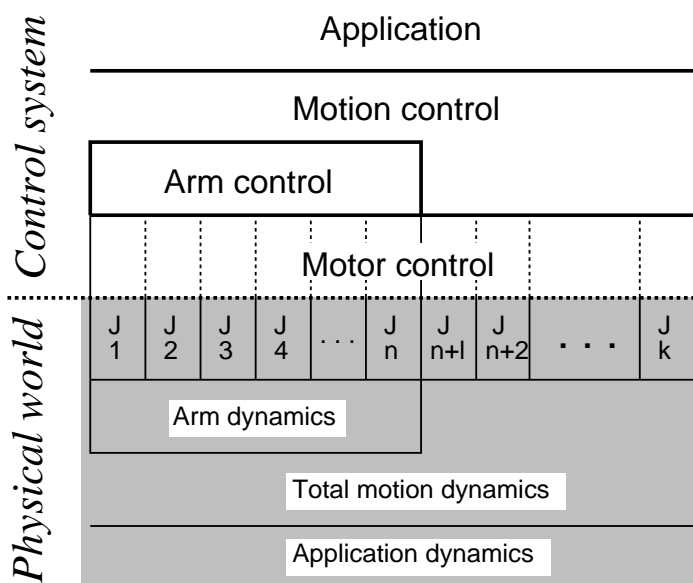 Control system
Application
Motion control
Arm control
Motor control
Physical world
J J J J . . . J J J . . . J
1 2 3 4 n n+l n+2 k
Arm dynamics
Total motion dynamics
Application dynamics